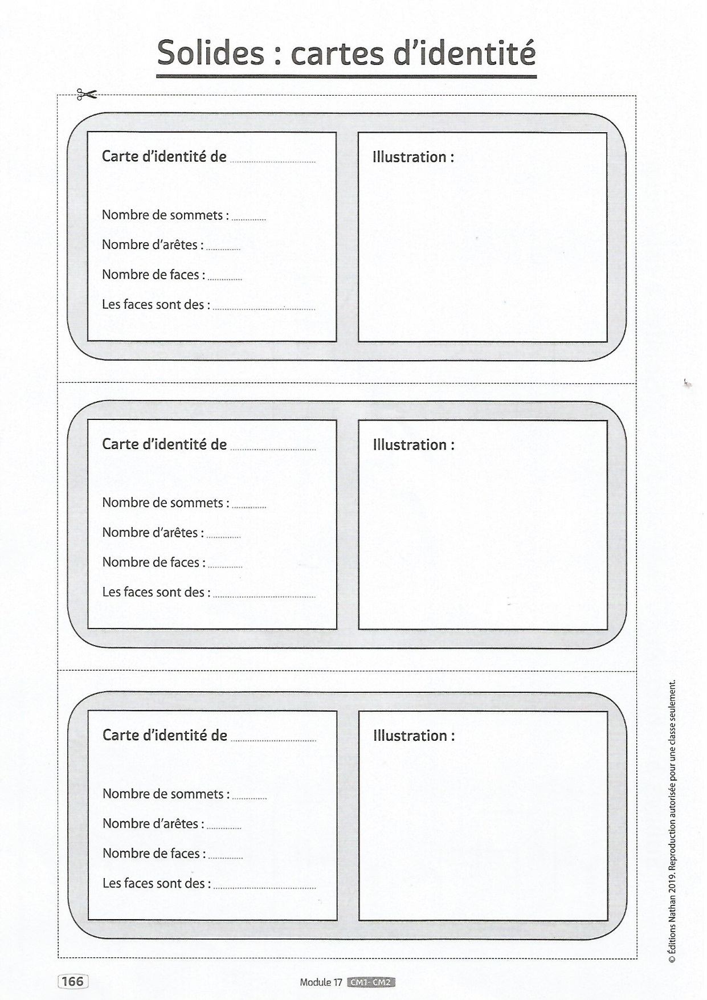 Solides : cartes d'identité
Carte d'identité de
Nombre de sommets :
Nombre d'arêtes :
Nombre de faces :
Les faces sont des :
Illustration :
Carte d'identité de
Nombre de sommets :
Nombre d'arêtes :
Nombre de faces :
Les faces sont des :
Illustration :
Carte d'identité de
Nombre de sommets :
Nombre d'arêtes :
Nombre de faces :
Les faces sont des :
Illustration :
© Éditions Nathan 2019. Reproduction autorisée pour une classe seulement.
166
Module 17 CM1- CM2